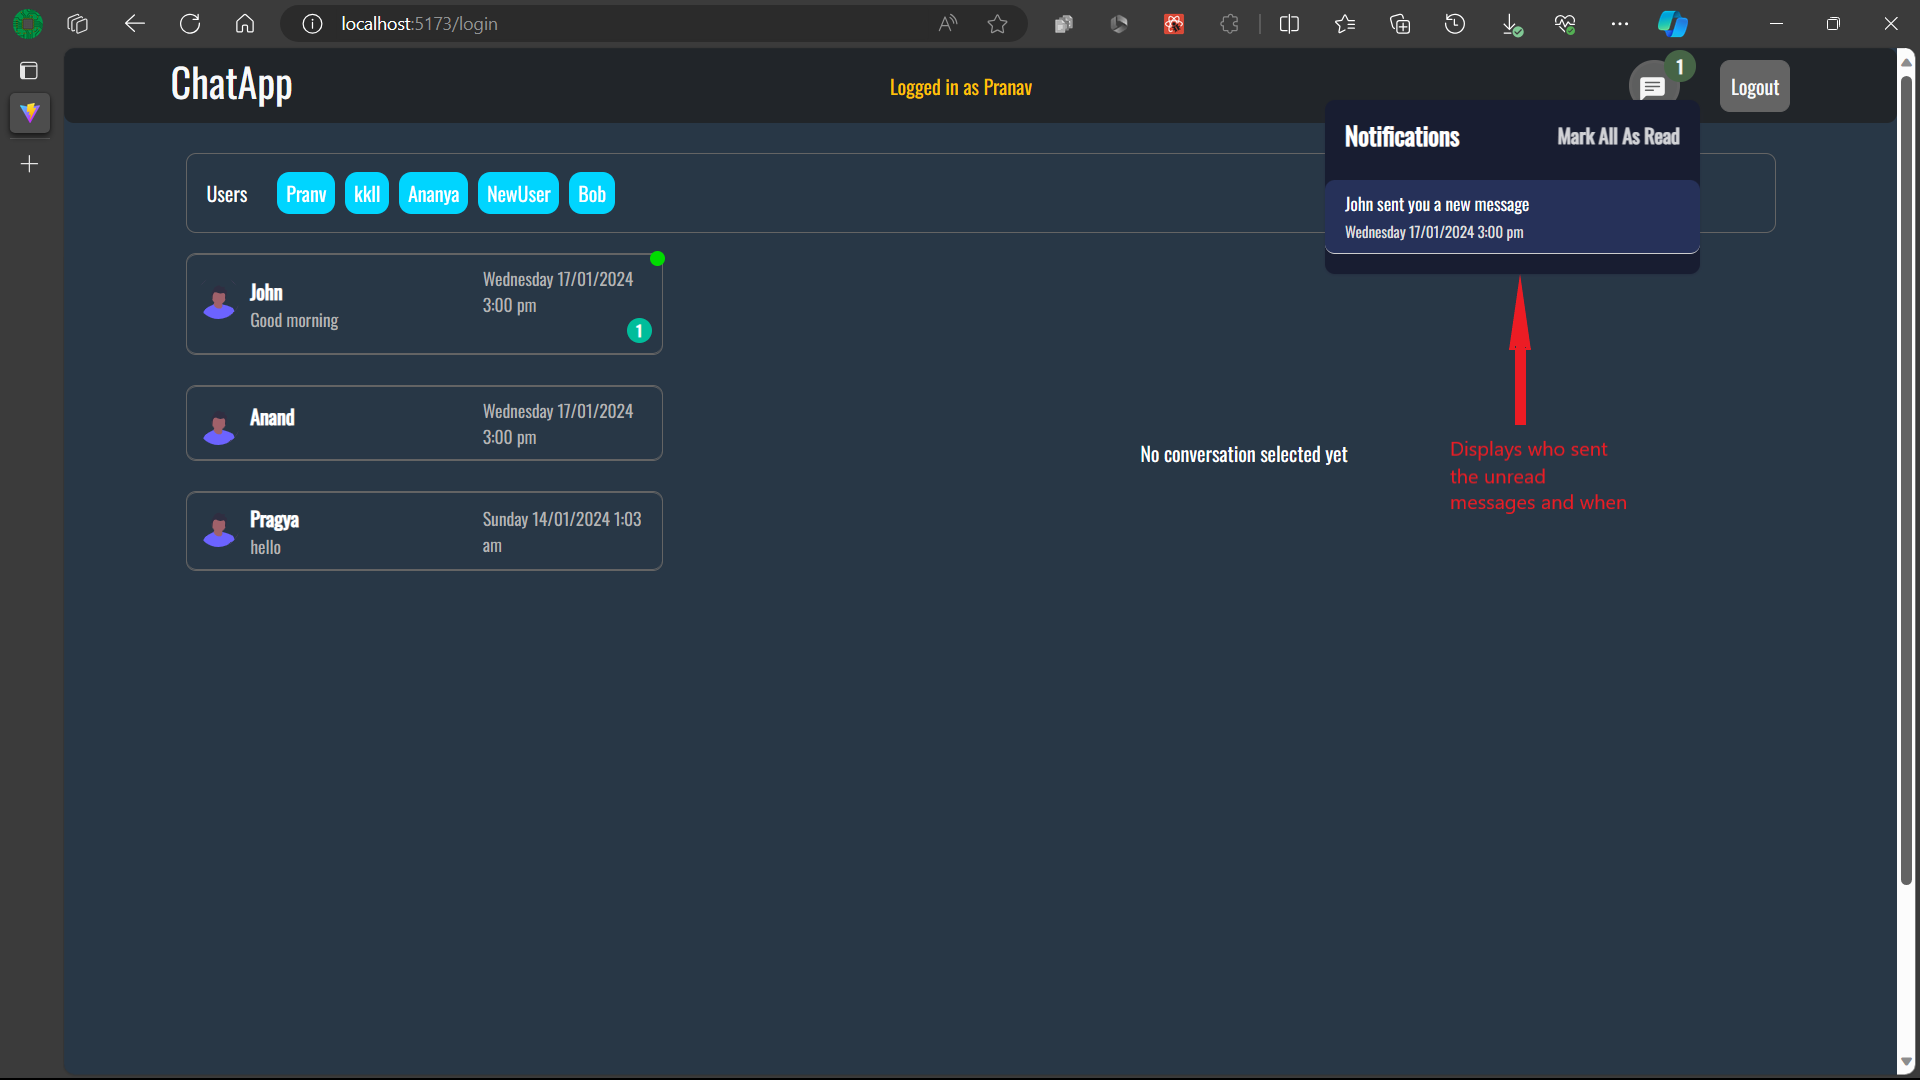 localhost:5173/login
ChatApp
Logged in as Pranav
1
Logout
Notifications
Mark All As Read
John sent you a new message
Wednesday 17/01/2024 3:00 pm
Users
Pranv
kkll
Ananya
NewUser
Bob
John
Good morning
Wednesday 17/01/2024
3:00 pm
1
Anand
Wednesday 17/01/2024
3:00 pm
Pragya
hello
Sunday 14/01/2024 1:03
am
No conversation selected yet
Displays who sent
the unread
messages and when